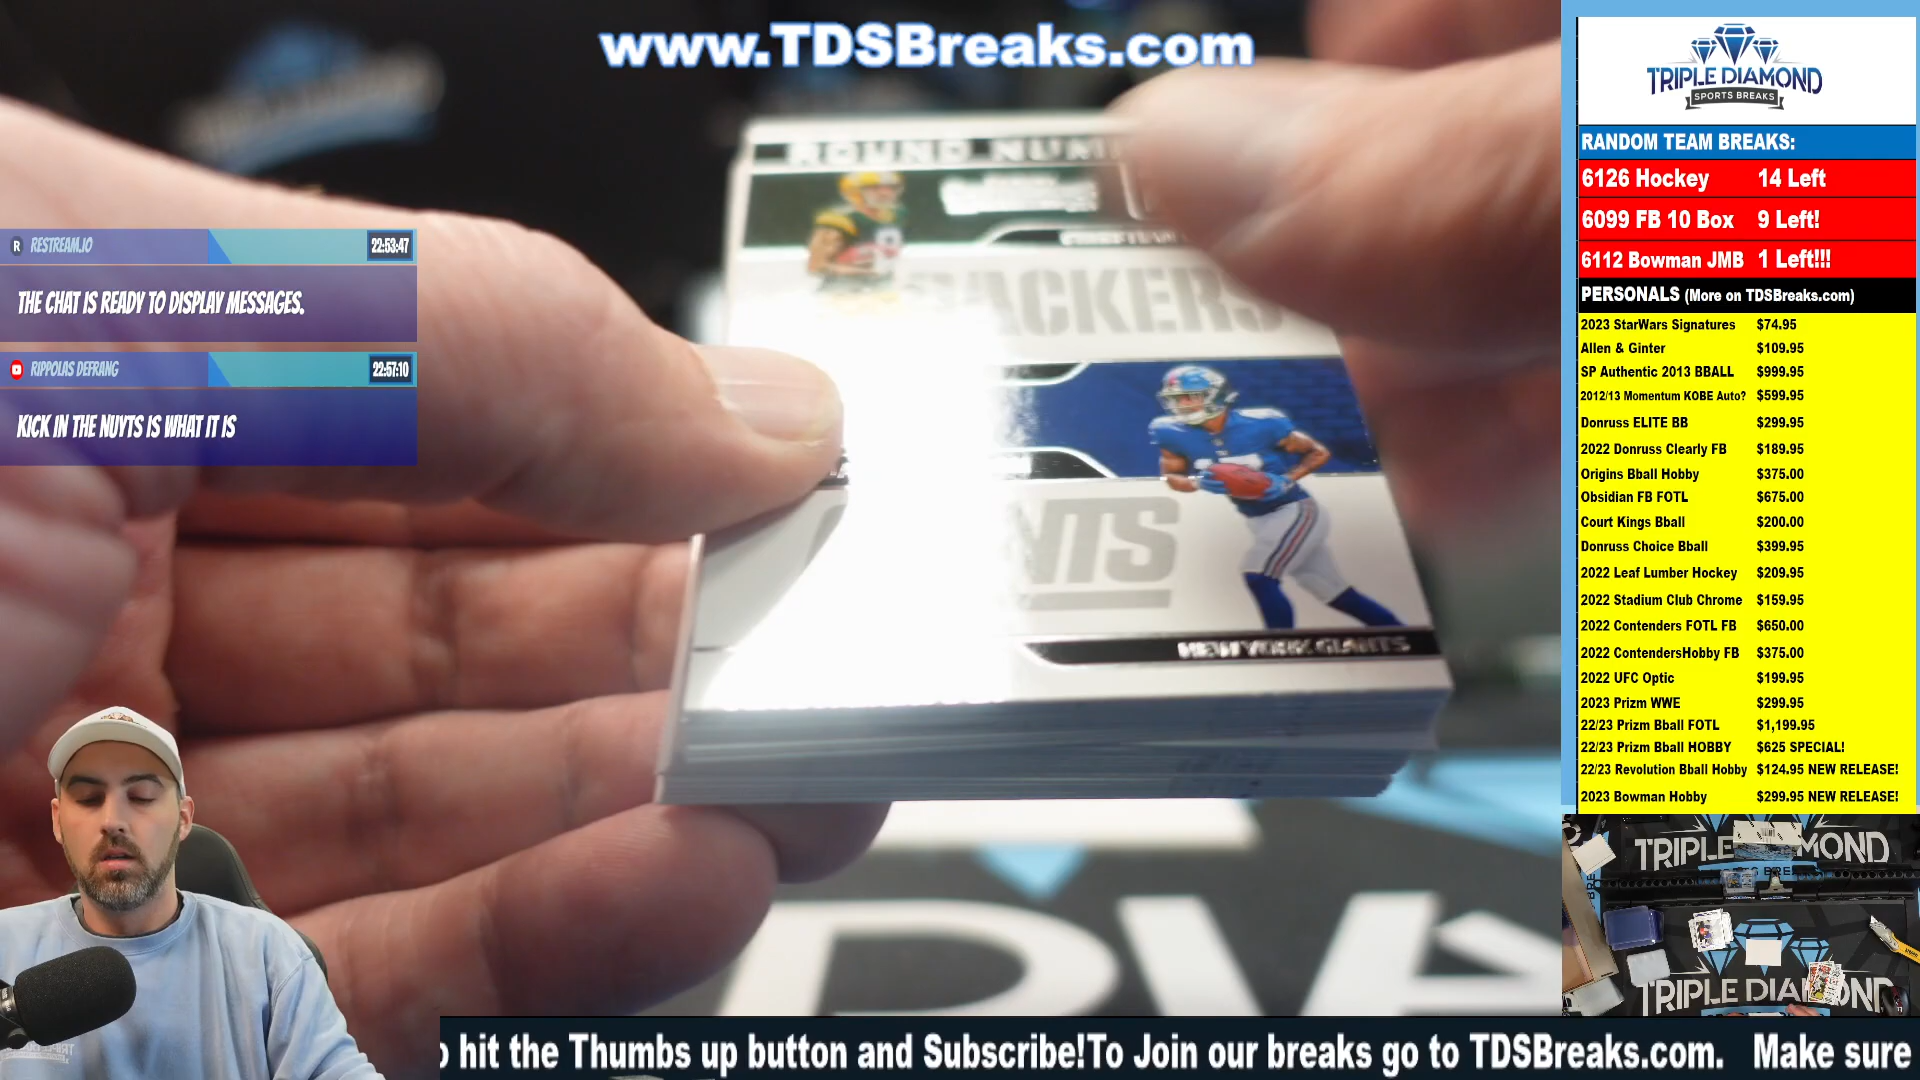 www.TDSBreaks.com
RESTREAM.IO 22:53:47
THE CHAT IS READY TO DISPLAY MESSAGES.
RIPPOLAS DEFRANG 22:57:10
KICK IN THE NUYTS IS WHAT IT IS
ROUND NUM
PACKERS
NTS
NEW YORK GIANTS
TRIPLE DIAMOND
SPORTS BREAKS
RANDOM TEAM BREAKS:
6126 Hockey 14 Left
6099 FB 10 Box 9 Left!
6112 Bowman JMB 1 Left!!!
PERSONALS (More on TDSBreaks.com)
2023 StarWars Signatures $74.95
Allen & Ginter $109.95
SP Authentic 2013 BBALL $999.95
2012/13 Momentum KOBE Auto? $599.95
Donruss ELITE BB $299.95
2022 Donruss Clearly FB $189.95
Origins Bball Hobby $375.00
Obsidian FB FOTL $675.00
Court Kings Bball $200.00
Donruss Choice Bball $399.95
2022 Leaf Lumber Hockey $209.95
2022 Stadium Club Chrome $159.95
2022 Contenders FOTL FB $650.00
2022 ContendersHobby FB $375.00
2022 UFC Optic $199.95
2023 Prizm WWE $299.95
22/23 Prizm Bball FOTL $1,199.95
22/23 Prizm Bball HOBBY $625 SPECIAL!
22/23 Revolution Bball Hobby $124.95 NEW RELEASE!
2023 Bowman Hobby $299.95 NEW RELEASE!
TRIPLE MOND
TRIPLE DIAMOND
o hit the Thumbs up button and Subscribe!To Join our breaks go to TDSBreaks.com. Make sure